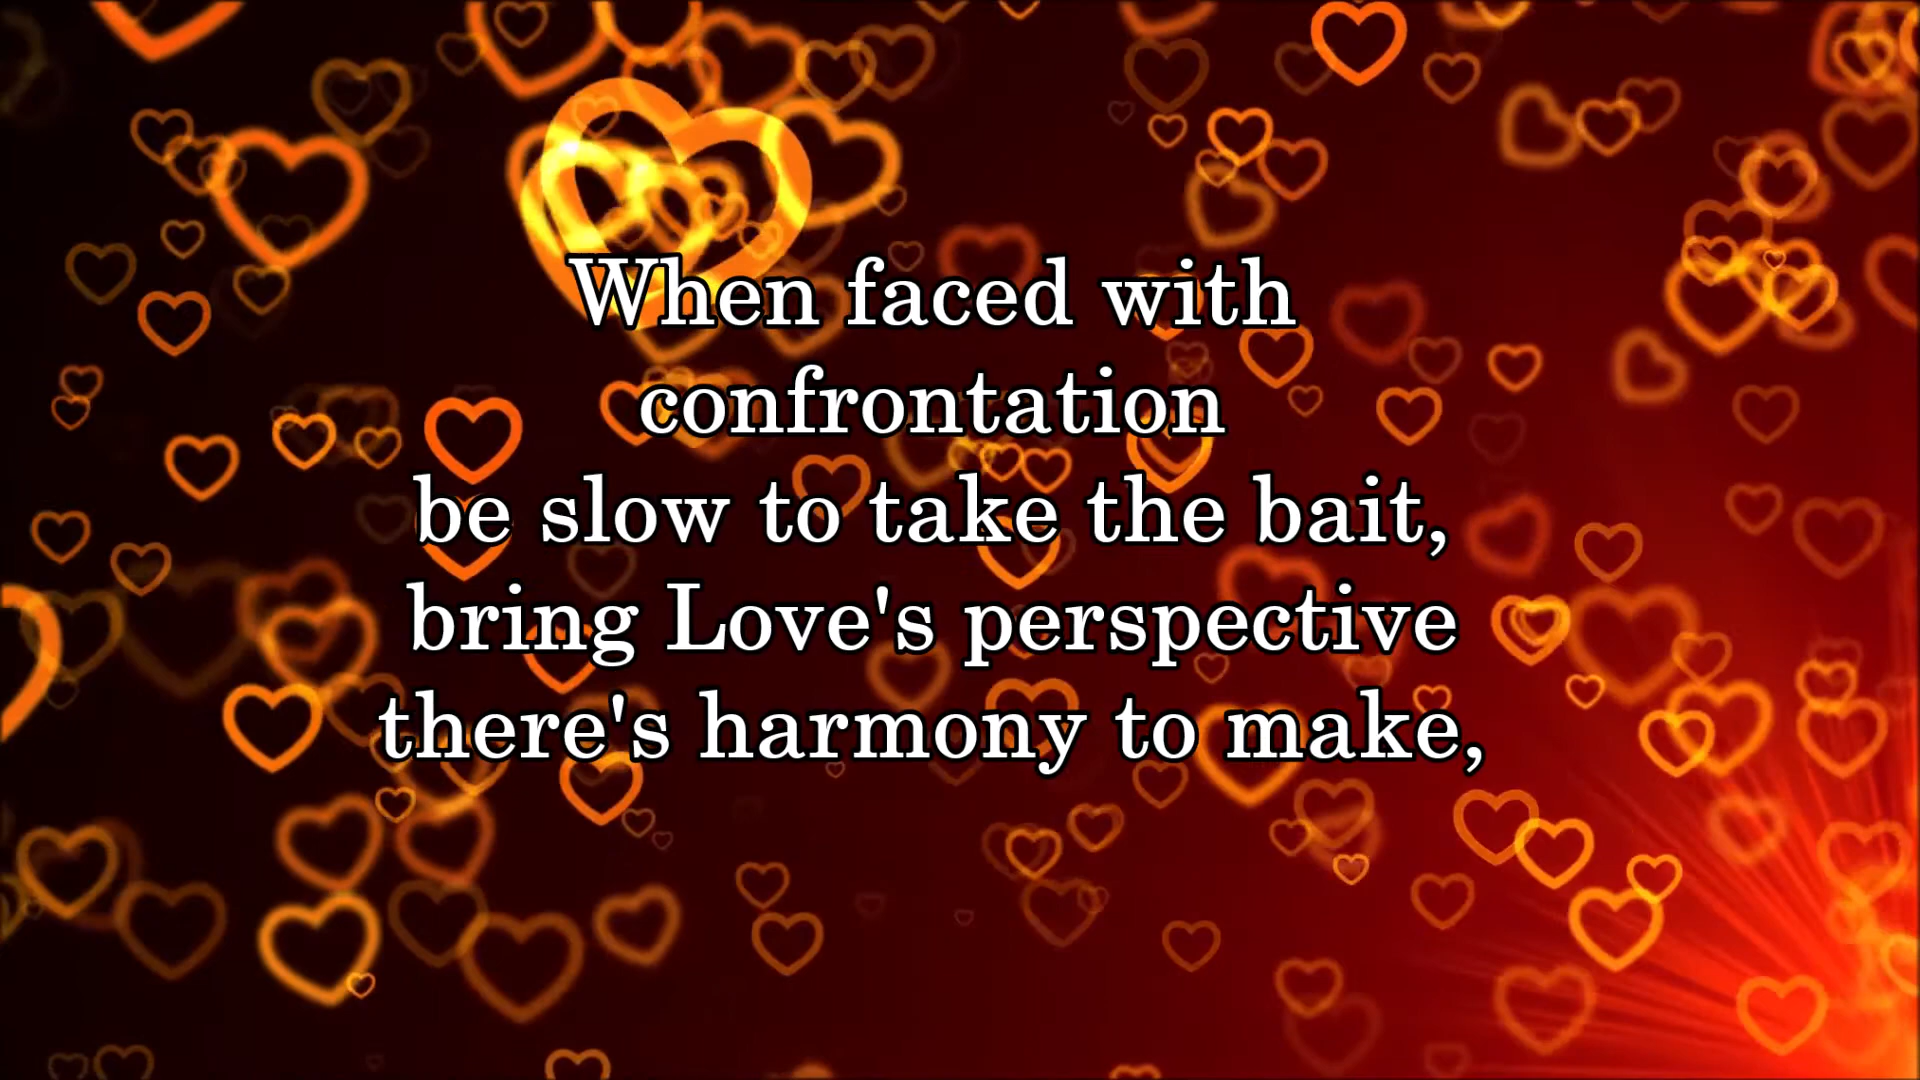 When faced with
confrontation
be slow to take the bait,
bring Love's perspective
there's harmony to make,